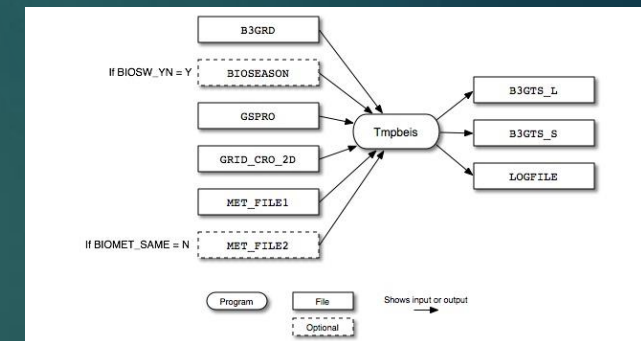 B3GRD
If BIOSW_YN = Y
BIOSEASON
GSPRO
GRID_CRO_2D
MET_FILE1
If BIOMET_SAME = N
MET_FILE2
Tmpbeis
B3GTS_L
B3GTS_S
LOGFILE
Program
File
Optional
Shows input or output